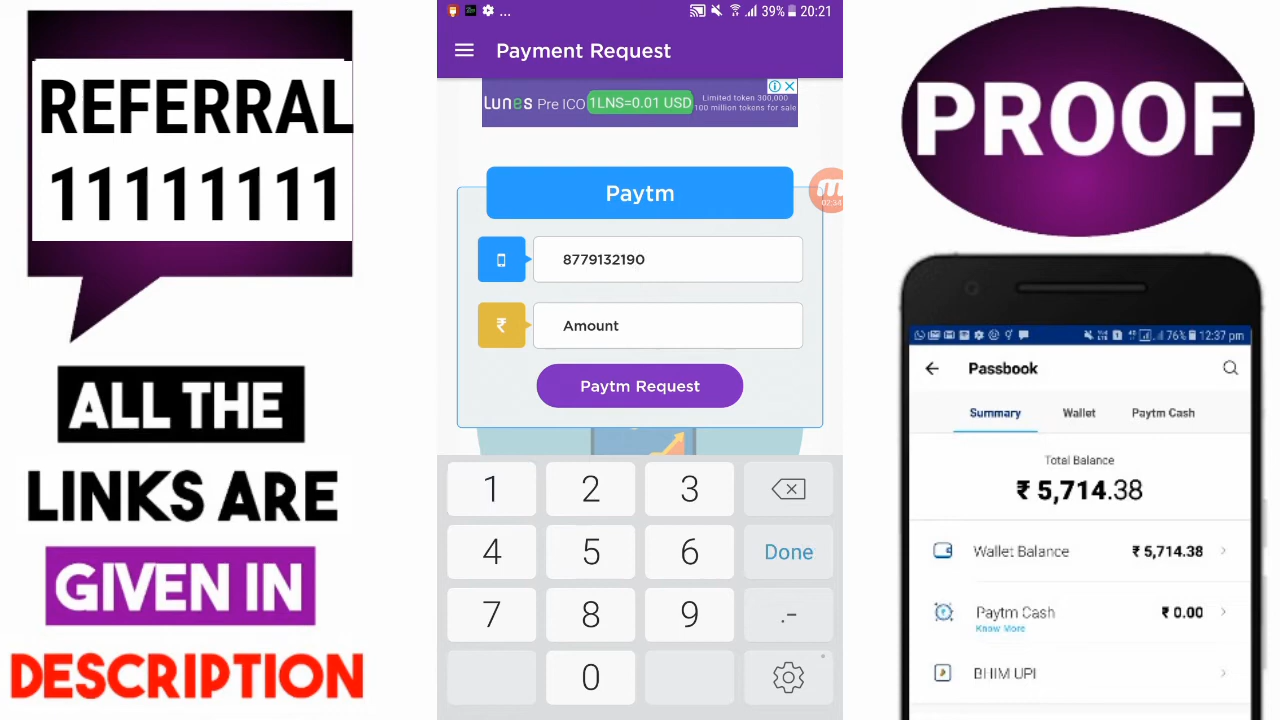 REFERRAL
11111111
ALL THE
LINKS ARE
GIVEN IN
DESCRIPTION
... 39% 20:21
Payment Request
Lunes Pre ICO 1LNS=0.01 USD Limited token 300,000
100 million tokens for sale
Paytm
02:34
8779132190
₹ Amount
Paytm Request
1 2 3
4 5 6 Done
7 8 9 .-
0
PROOF
76% 12:37 pm
Passbook
Summary Wallet Paytm Cash
Total Balance
₹ 5,714.38
Wallet Balance ₹ 5,714.38
Paytm Cash ₹ 0.00
Know More
BHIM UPI